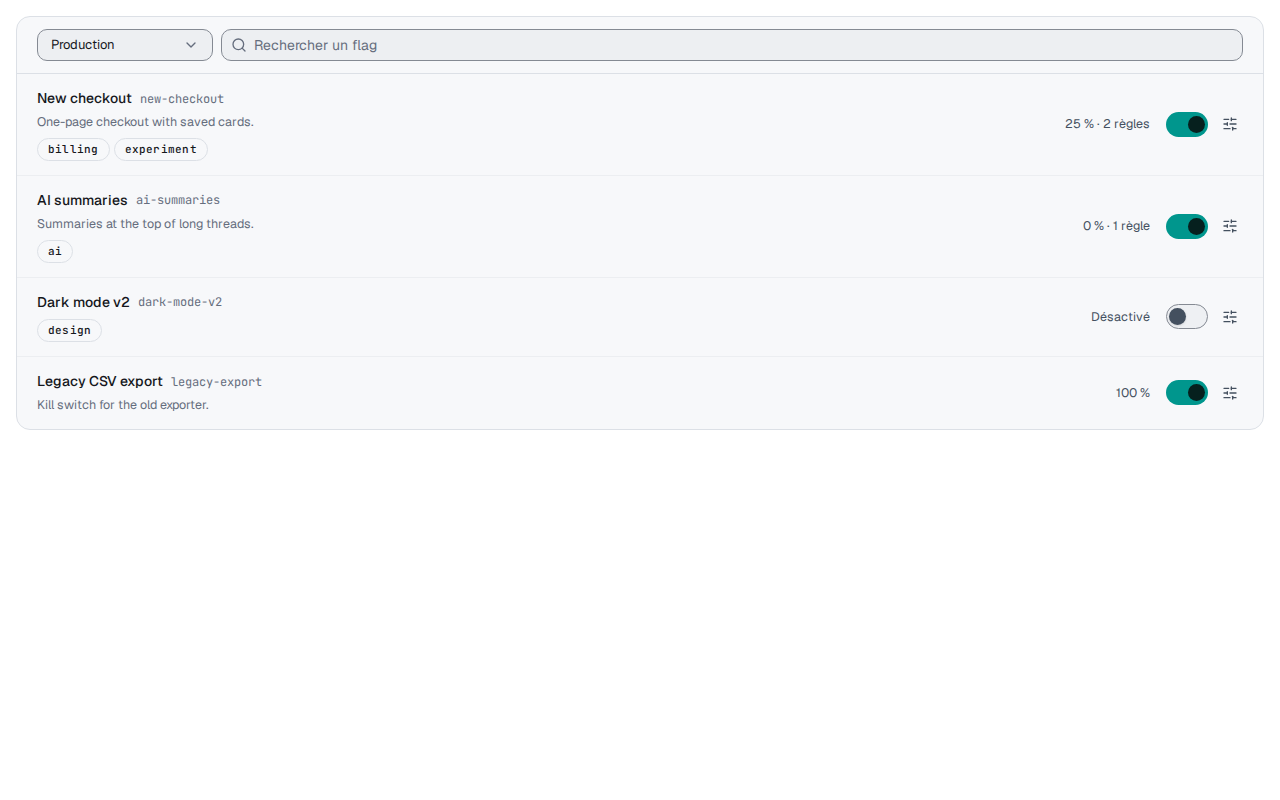 Production
Rechercher un flag
New checkout new-checkout
One-page checkout with saved cards.
billing experiment
25 % · 2 règles
AI summaries ai-summaries
Summaries at the top of long threads.
ai
0 % · 1 règle
Dark mode v2 dark-mode-v2
design
Désactivé
Legacy CSV export legacy-export
Kill switch for the old exporter.
100 %